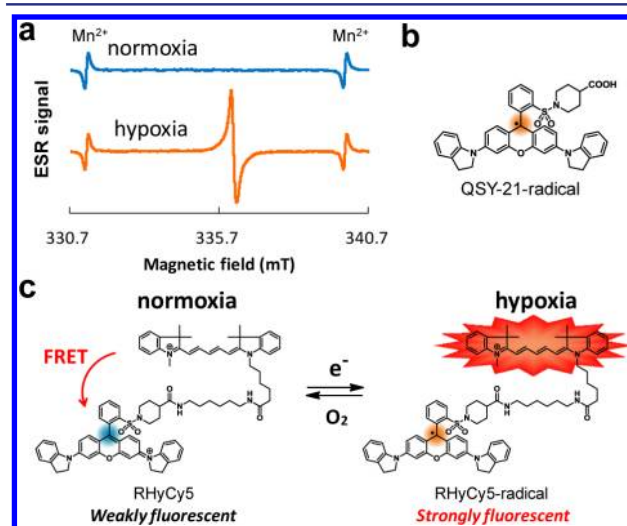 a
Mn2+
normoxia
Mn2+
hypoxia
ESR signal
330.7
335.7
340.7
Magnetic field (mT)
b
COOH
N
S
O O
•
N
O
N
QSY-21-radical
c
normoxia
hypoxia
FRET
N
⊕
N
e-
O2
N
⊕
N
O
N
H
H
N
O
S
O O
N
N
O
N
⊕
RHyCy5
Weakly fluorescent
O
N
H
H
N
O
S
O O
N
•
N
O
N
RHyCy5-radical
Strongly fluorescent